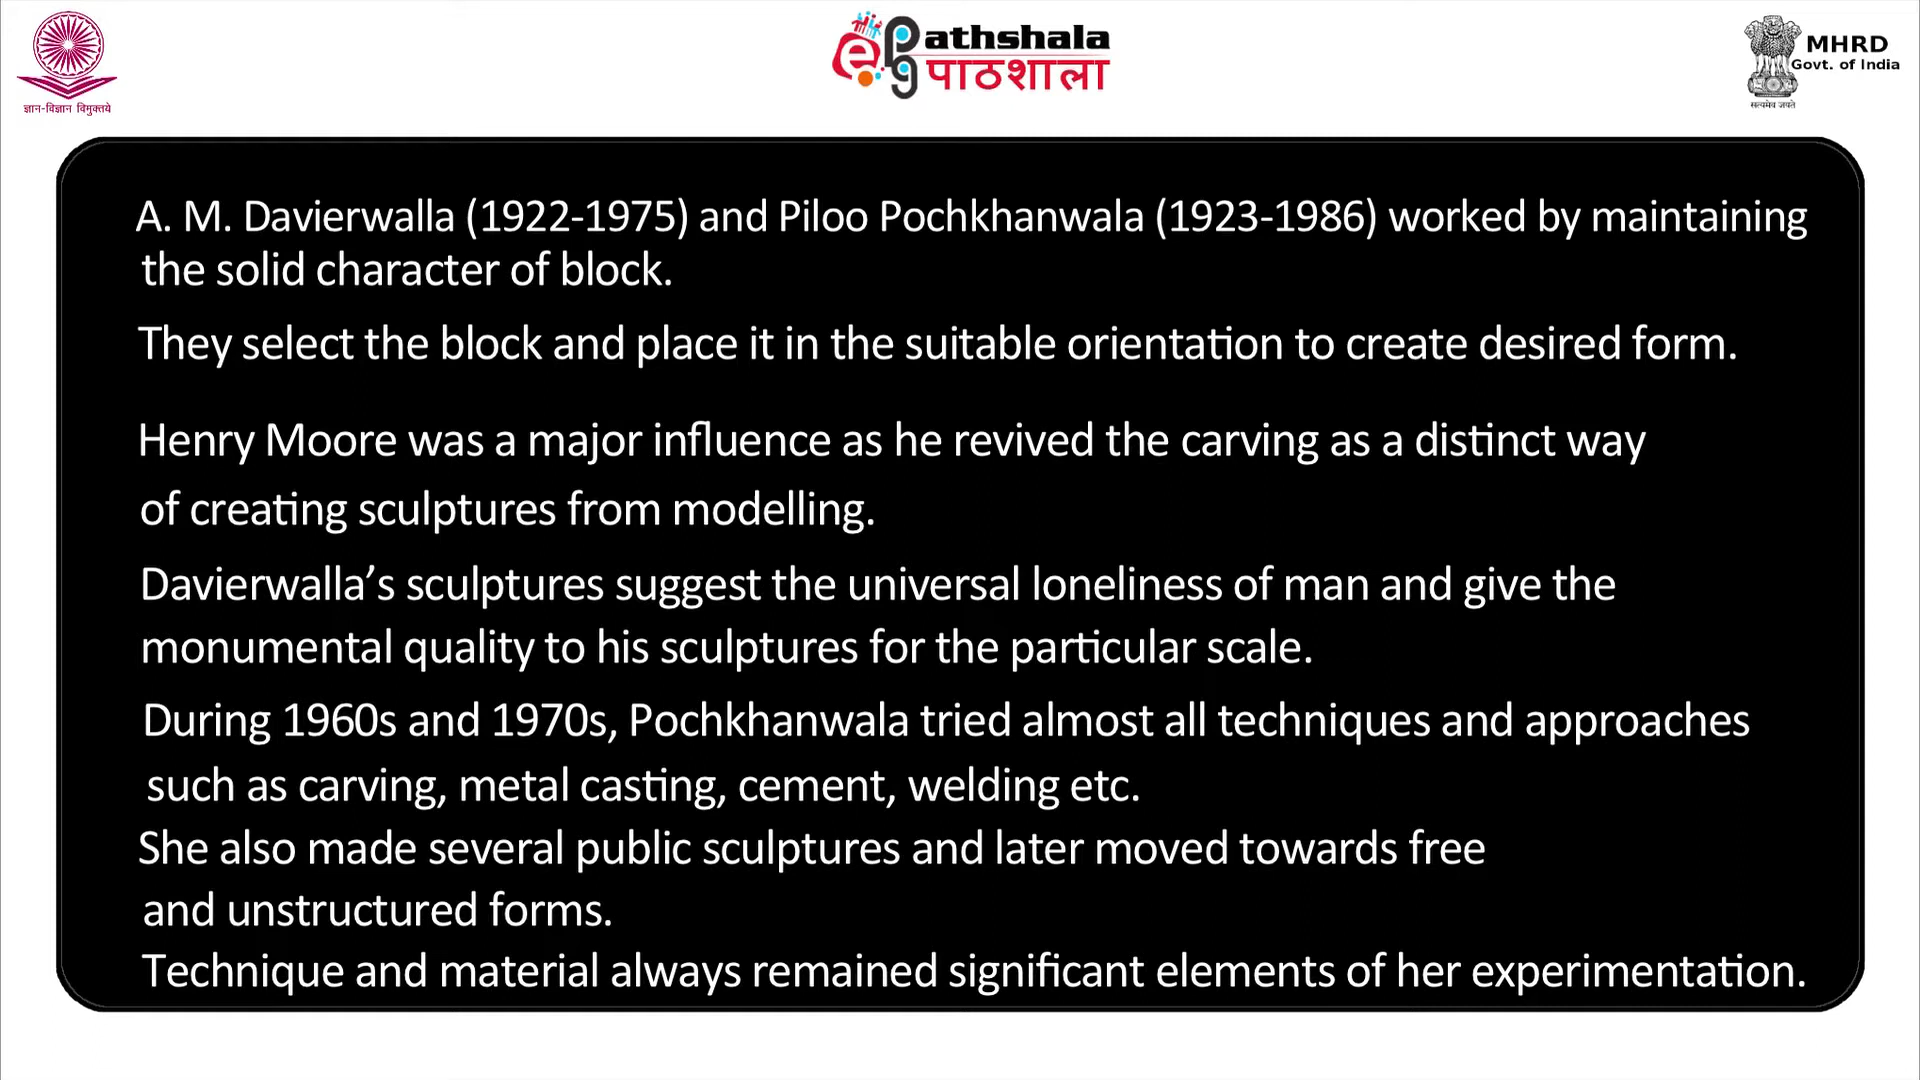 ज्ञान-विज्ञान विमुक्तये
ePathshala
पाठशाला
MHRD
Govt. of India
सत्यमेव जयते
A. M. Davierwalla (1922-1975) and Piloo Pochkhanwala (1923-1986) worked by maintaining
the solid character of block.
They select the block and place it in the suitable orientation to create desired form.
Henry Moore was a major influence as he revived the carving as a distinct way
of creating sculptures from modelling.
Davierwalla’s sculptures suggest the universal loneliness of man and give the
monumental quality to his sculptures for the particular scale.
During 1960s and 1970s, Pochkhanwala tried almost all techniques and approaches
such as carving, metal casting, cement, welding etc.
She also made several public sculptures and later moved towards free
and unstructured forms.
Technique and material always remained significant elements of her experimentation.